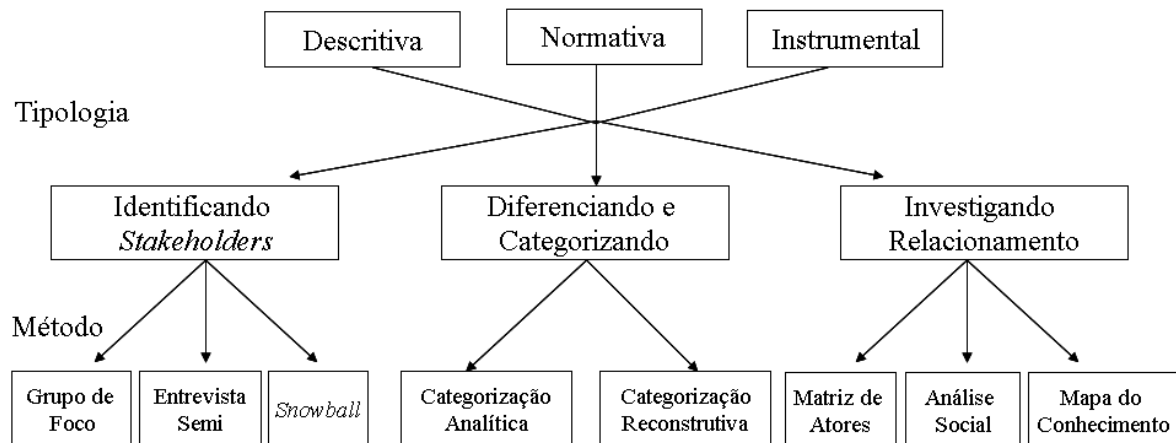 Descritiva
Normativa
Instrumental
Tipologia
Identificando
Stakeholders
Diferenciando e
Categorizando
Investigando
Relacionamento
Método
Grupo de
Foco
Entrevista
Semi
Snowball
Categorização
Analítica
Categorização
Reconstrutiva
Matriz de
Atores
Análise
Social
Mapa do
Conhecimento